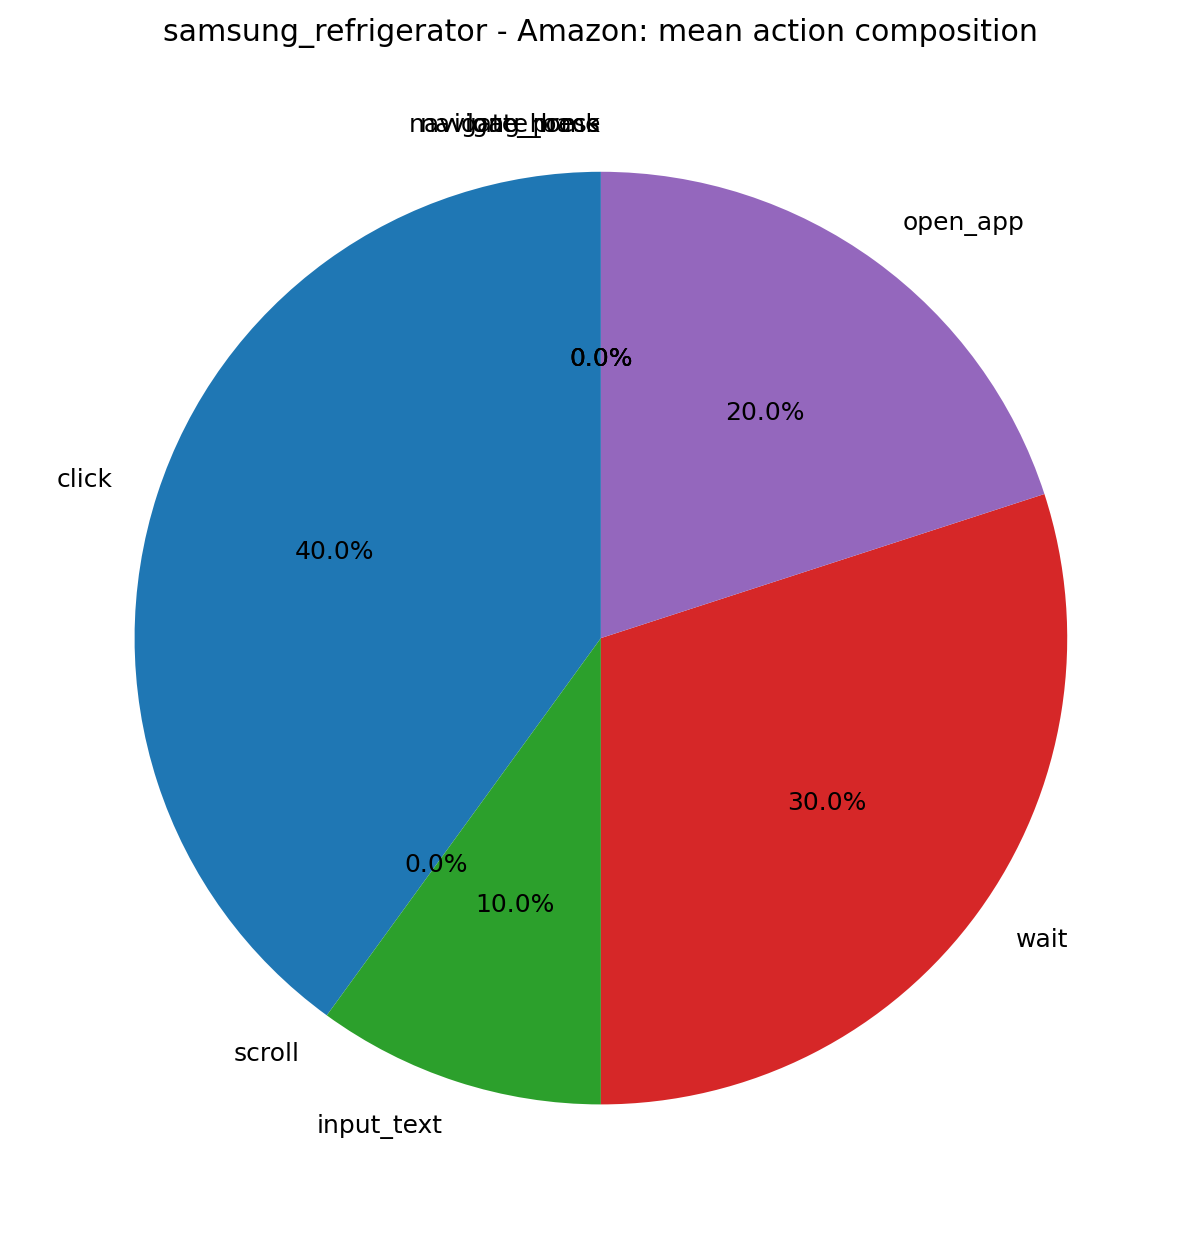 samsung_refrigerator - Amazon: mean action composition
open_app
0.0%
20.0%
click
40.0%
30.0%
0.0%
10.0%
wait
scroll
input_text